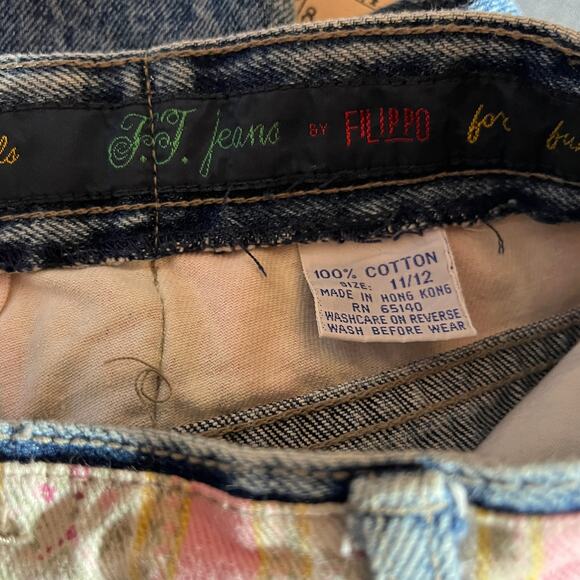 P.J. jeans BY FILIPPO for
100% COTTON
SIZE: 11/12
MADE IN HONG KONG
RN 65140
WASHCARE ON REVERSE
WASH BEFORE WEAR
8